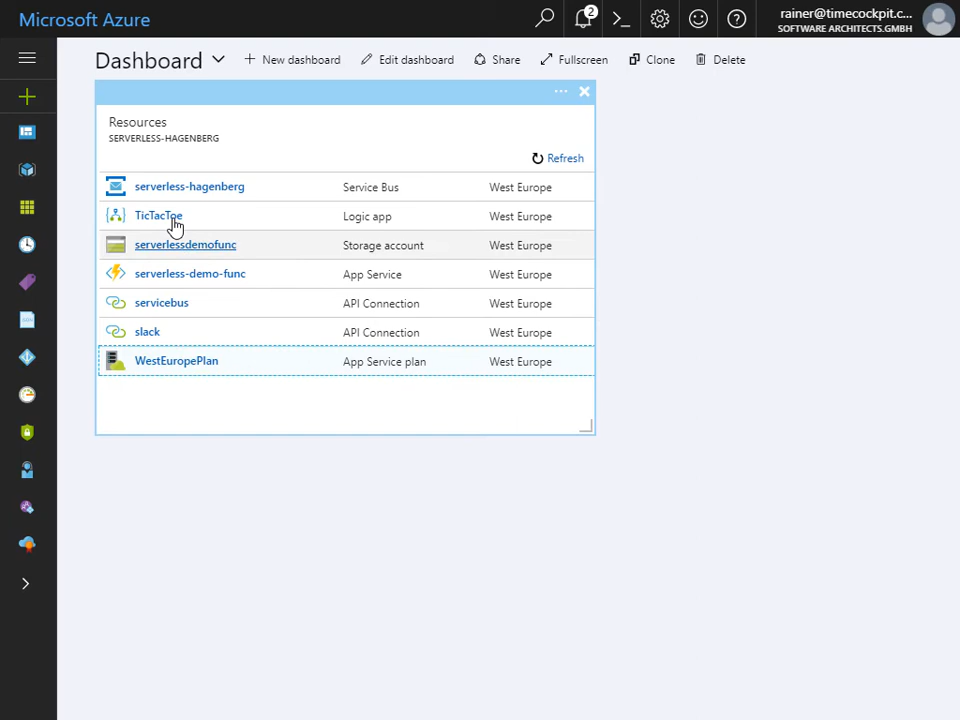 Microsoft Azure
2
rainer@timecockpit.c...
SOFTWARE ARCHITECTS.GMBH
Dashboard
New dashboard
Edit dashboard
Share
Fullscreen
Clone
Delete
Resources
SERVERLESS-HAGENBERG
Refresh
serverless-hagenberg Service Bus West Europe
TicTacToe Logic app West Europe
serverlessdemofunc Storage account West Europe
serverless-demo-func App Service West Europe
servicebus API Connection West Europe
slack API Connection West Europe
WestEuropePlan App Service plan West Europe